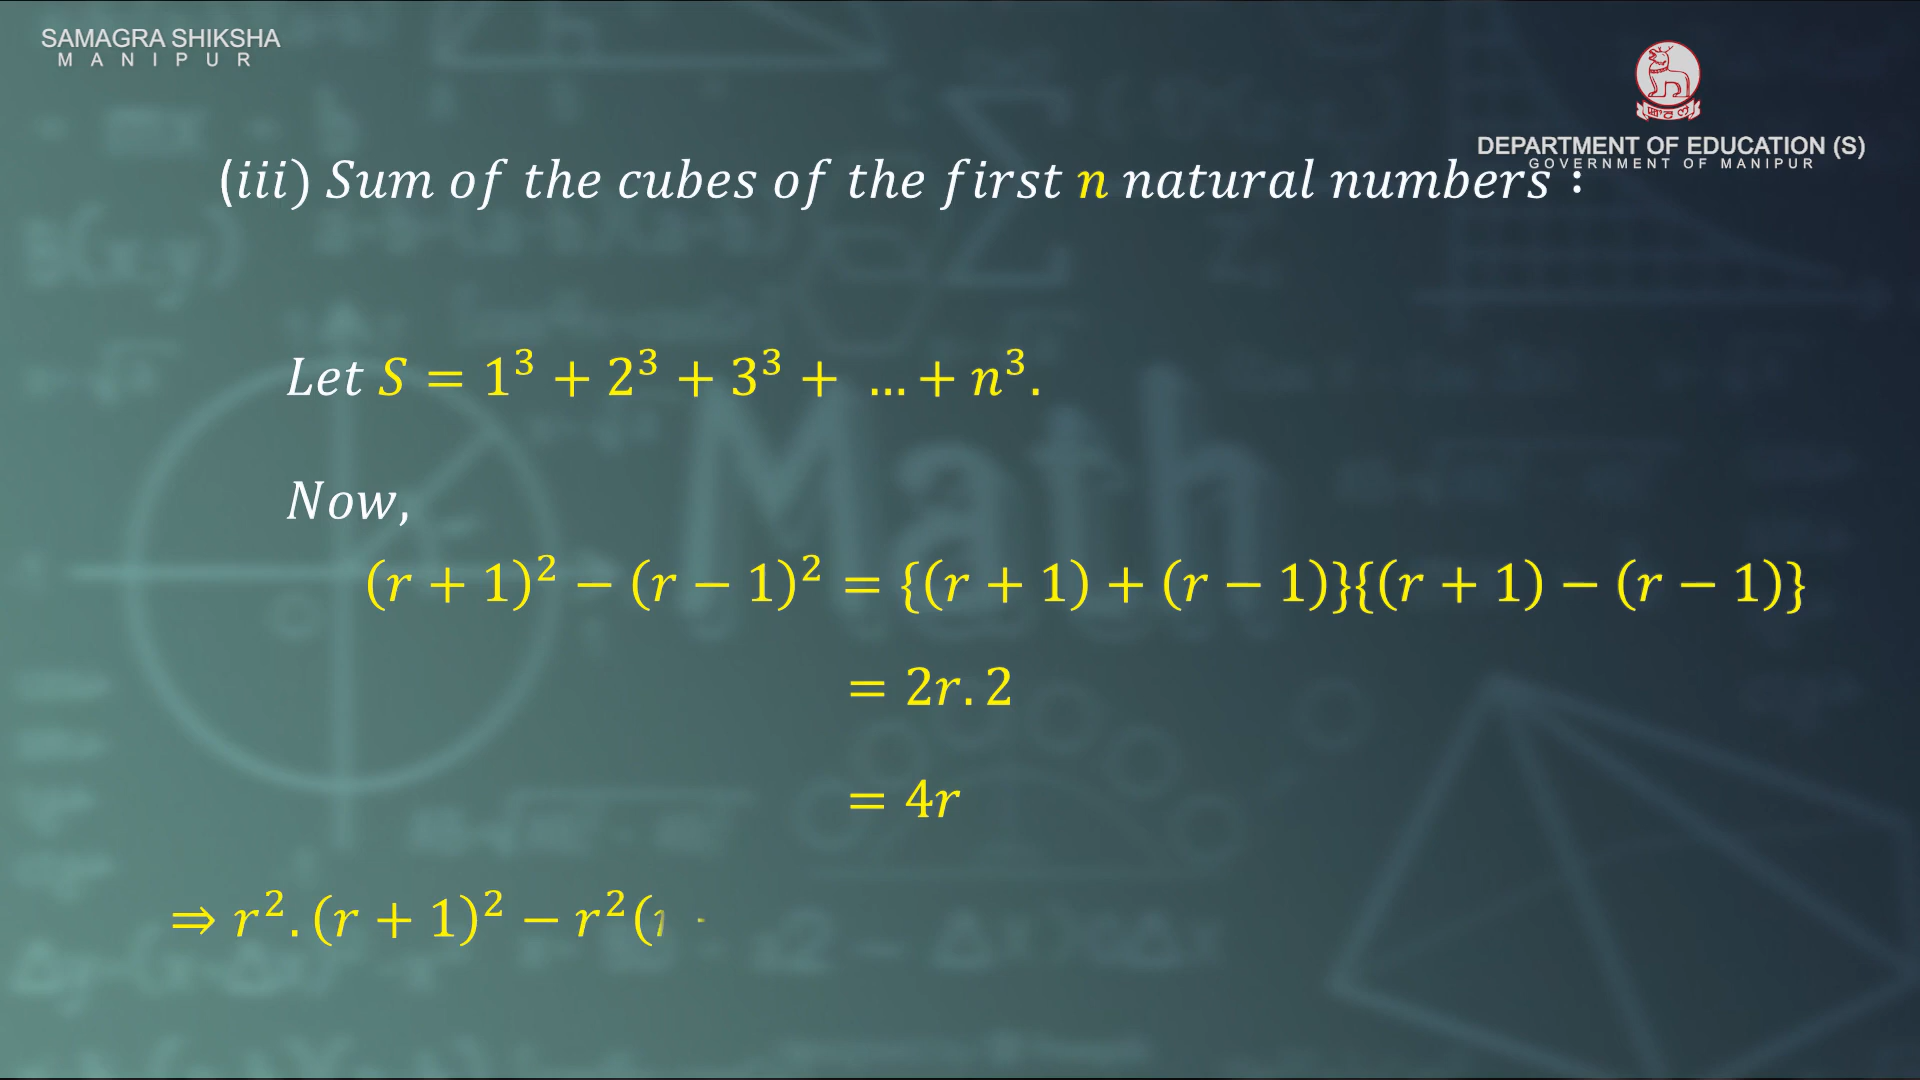 SAMAGRA SHIKSHA
MANIPUR
DEPARTMENT OF EDUCATION (S)
GOVERNMENT OF MANIPUR
(iii) Sum of the cubes of the first n natural numbers :
Let S = 1³ + 2³ + 3³ + ... + n³.
Math
Now,
(r + 1)² − (r − 1)² = {(r + 1) + (r − 1)}{(r + 1) − (r − 1)}
= 2r . 2
= 4r
⇒ r² . (r + 1)² − r²(